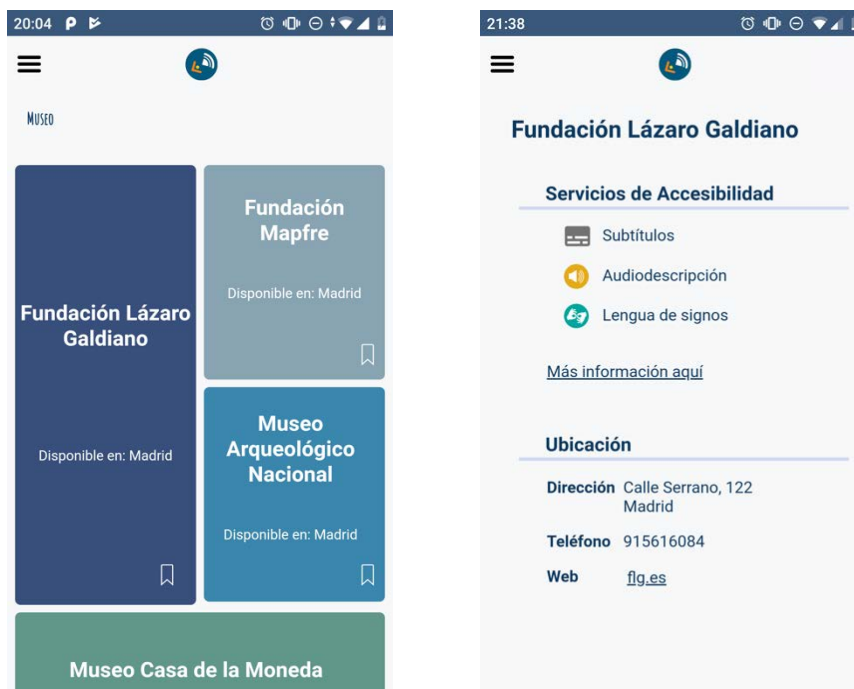 20:04
Museo
Fundación Lázaro
Galdiano
Disponible en: Madrid
Fundación
Mapfre
Disponible en: Madrid
Museo
Arqueológico
Nacional
Disponible en: Madrid
Museo Casa de la Moneda
21:38
Fundación Lázaro Galdiano
Servicios de Accesibilidad
Subtítulos
Audiodescripción
Lengua de signos
Más información aquí
Ubicación
Dirección Calle Serrano, 122
Madrid
Teléfono 915616084
Web flg.es